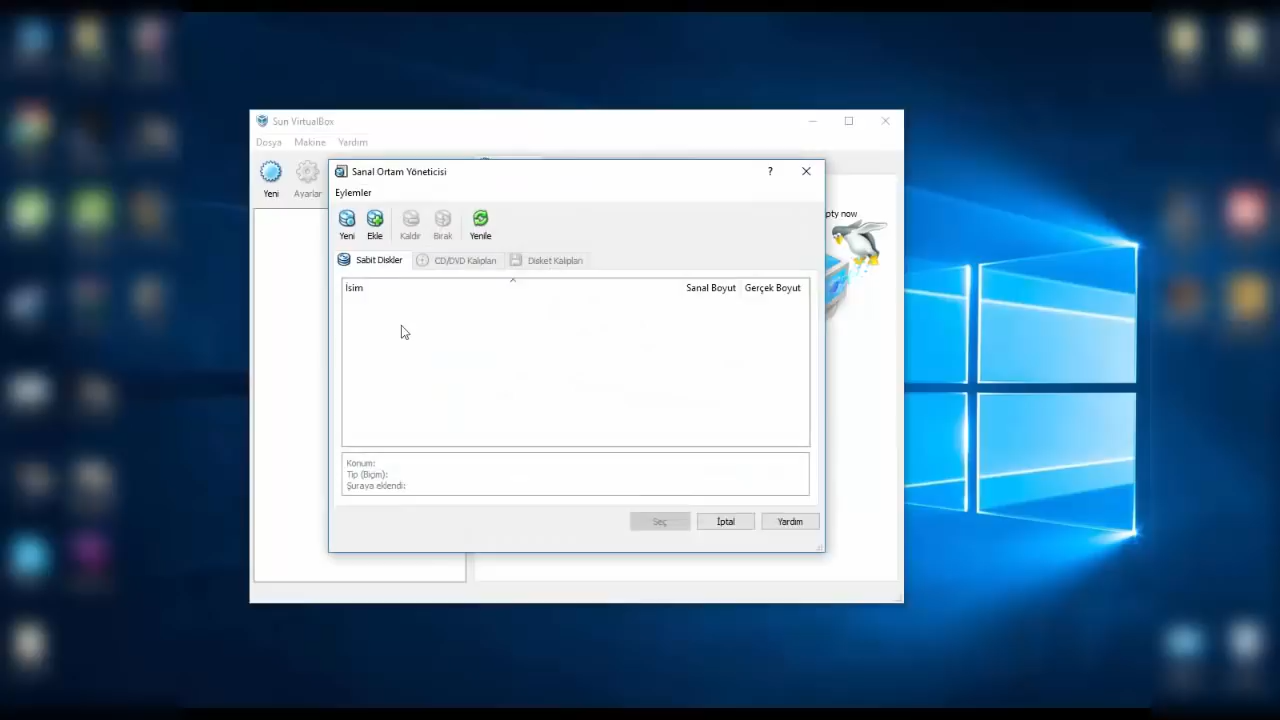 Sun VirtualBox
Dosya Makine Yardım
Yeni Ayarlar
pty now
Sanal Ortam Yöneticisi
?
Eylemler
Yeni Ekle Kaldır Bırak Yenile
Sabit Diskler CD/DVD Kalıpları Disket Kalıpları
İsim Sanal Boyut Gerçek Boyut
Konum:
Tip (Biçim):
Şuraya eklendi:
Seç İptal Yardım